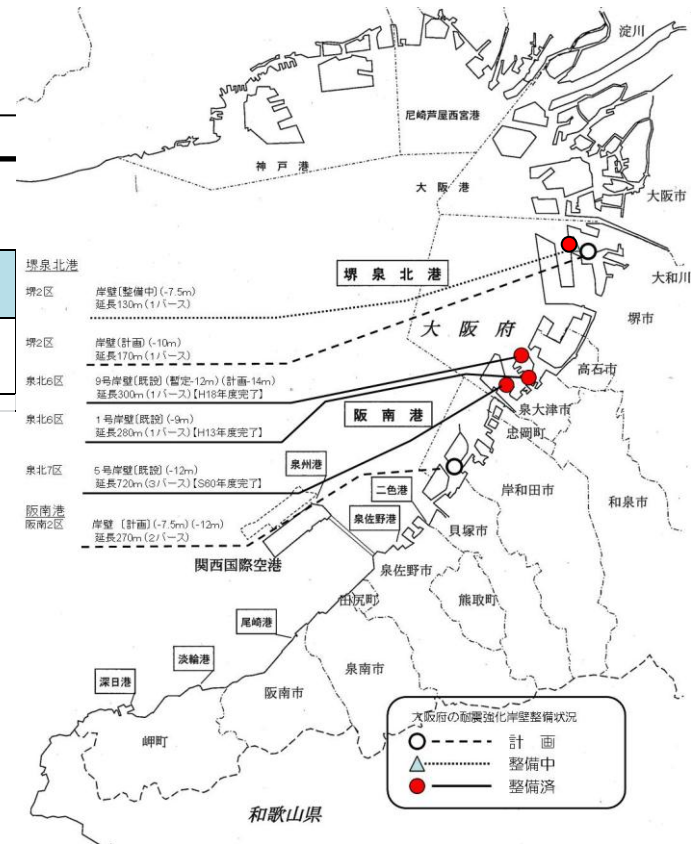 淀川
尼崎芦屋西宮港
神戸港
大阪港
大阪市
大和川
堺泉北港
堺泉北港
堺2区 岸壁〔整備中〕(-7.5m)
延長130m(1バース)
大阪府
堺市
堺2区 岸壁(計画)(-10m)
延長170m(1バース)
高石市
泉北6区 9号岸壁〔既設〕(暫定-12m)(計画-14m)
延長300m(1バース)【H18年度完了】
泉大津市
阪南港
忠岡町
泉北6区 1号岸壁〔既設〕(-9m)
延長280m(1バース)【H13年度完了】
泉北7区 5号岸壁〔既設〕(-12m)
延長720m(3バース)【S60年度完了】
泉州港
二色港
岸和田市
和泉市
阪南港
阪南2区 岸壁 〔計画〕(-7.5m)(-12m)
延長270m(2バース)
泉佐野港
貝塚市
関西国際空港
泉佐野市
田尻町
熊取町
尾崎港
淡輪港
泉南市
深日港
阪南市
岬町
大阪府の耐震強化岸壁整備状況
計画
整備中
整備済
和歌山県